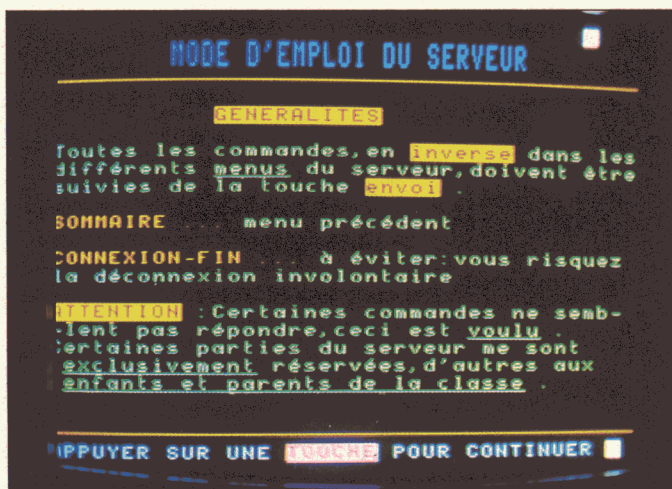 MODE D'EMPLOI DU SERVEUR
GENERALITES
Toutes les commandes,en inverse dans les
différents menus du serveur,doivent être
suivies de la touche envoi .
SOMMAIRE ... menu précédent
CONNEXION-FIN ... à éviter:vous risquez
la déconnexion involontaire
ATTENTION :Certaines commandes ne semb-
-lent pas répondre,ceci est voulu .
Certaines parties du serveur me sont
exclusivement réservées,d'autres aux
enfants et parents de la classe .
APPUYER SUR UNE TOUCHE POUR CONTINUER